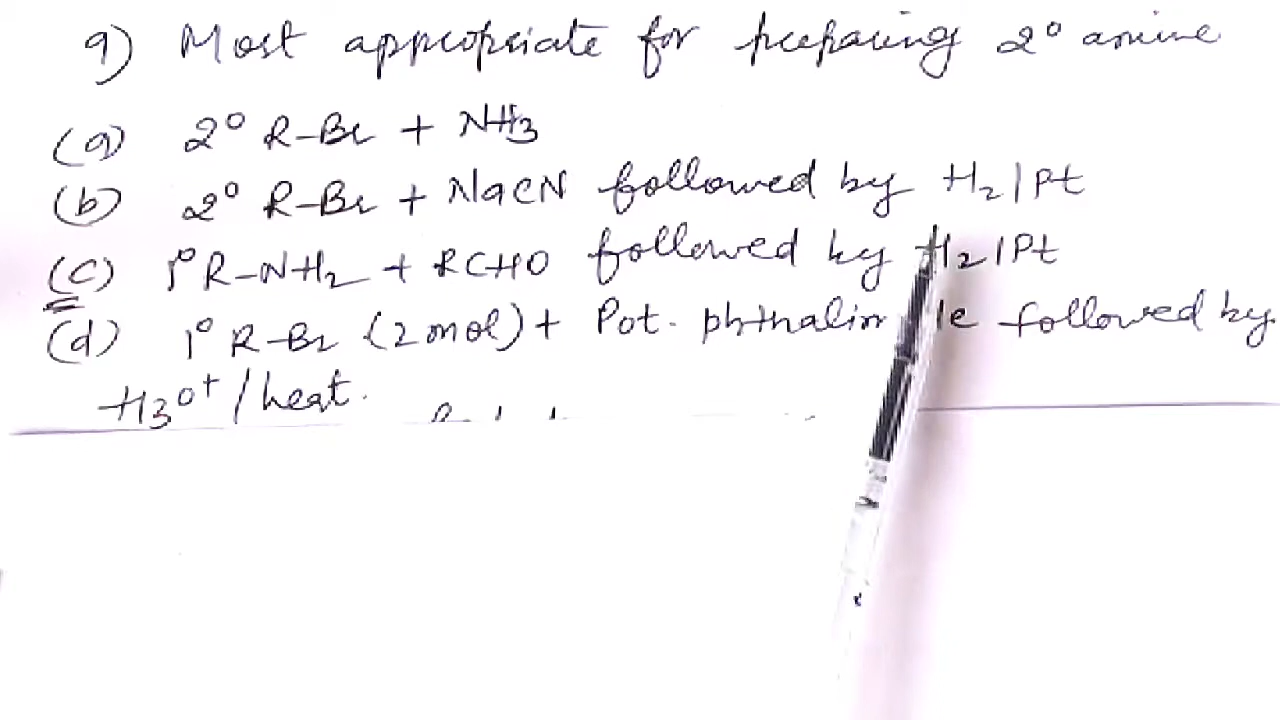 9) Most appropriate for preparing 2° amine
(a) 2° R-Br + NH3
(b) 2° R-Br + NaCN followed by H2/Pt
(c) 1° R-NH2 + RCHO followed by H2/Pt
(d) 1° R-Br (2 mol) + Pot. followed by
H3O+ / heat.